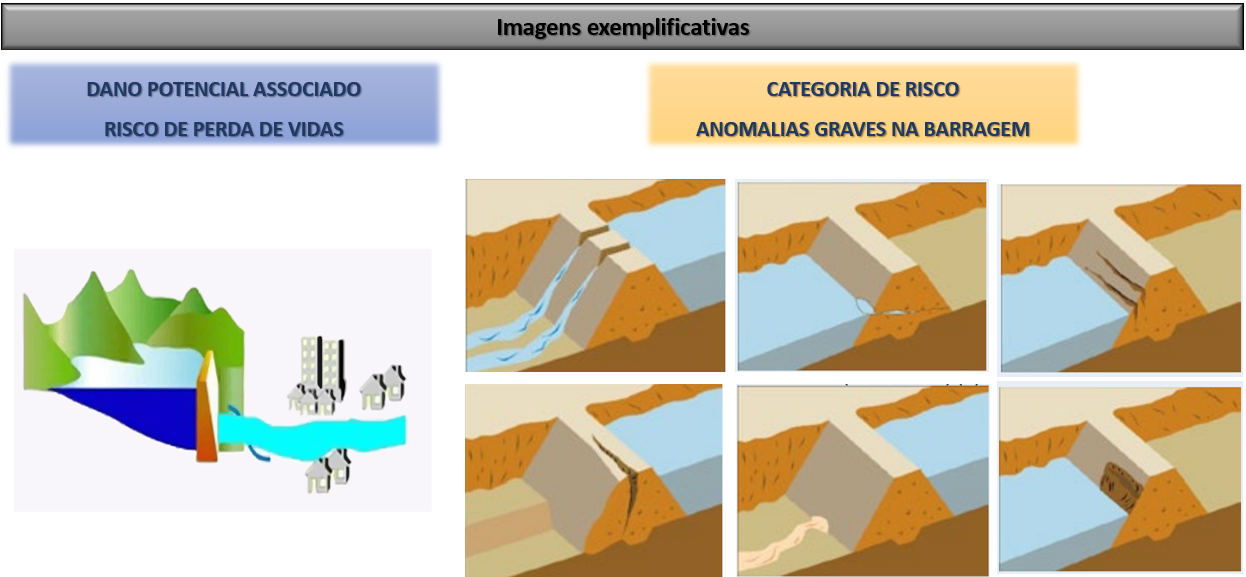 Imagens exemplificativas
DANO POTENCIAL ASSOCIADO
RISCO DE PERDA DE VIDAS
CATEGORIA DE RISCO
ANOMALIAS GRAVES NA BARRAGEM